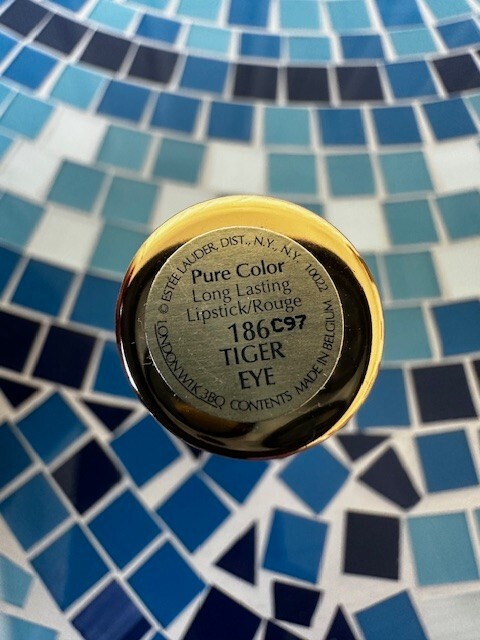 © ESTÉE LAUDER, DIST., N.Y., N.Y. 10022
Pure Color
Long Lasting
Lipstick/Rouge
186 C97
TIGER
EYE
LONDON W1K 3BQ CONTENTS MADE IN BELGIUM